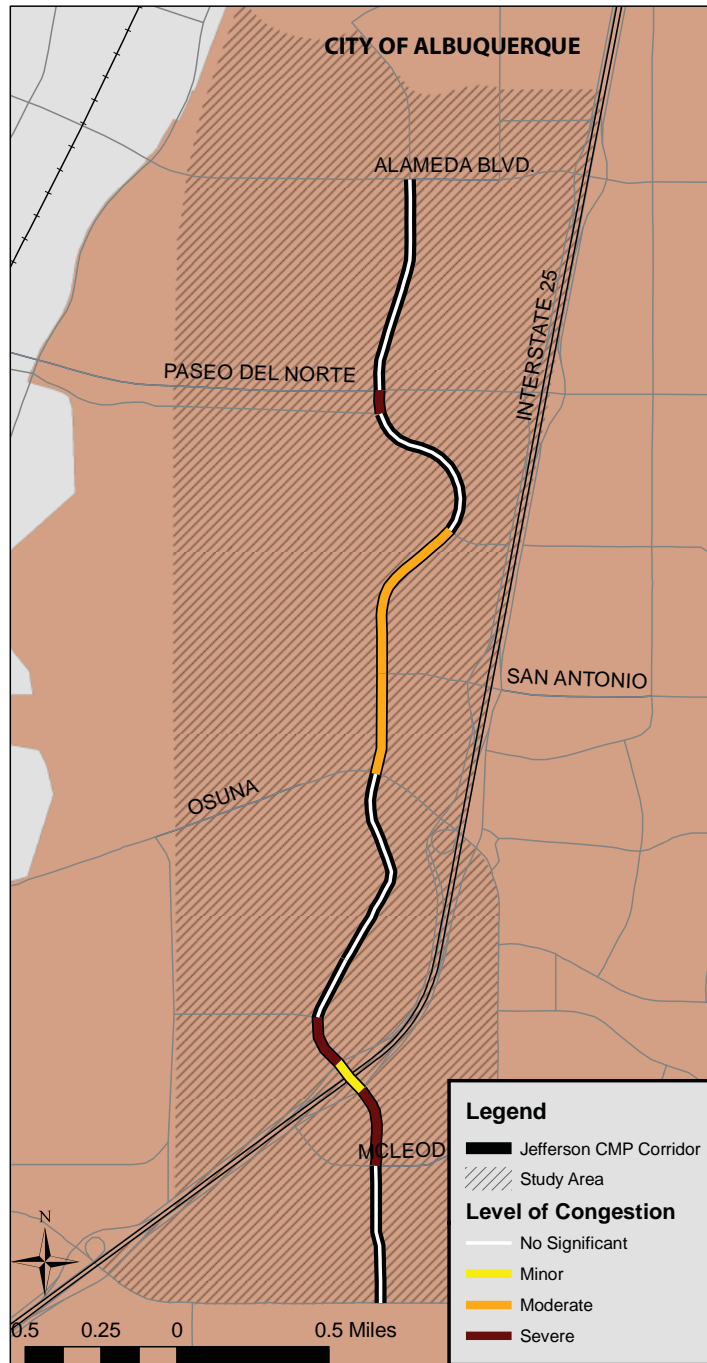 CITY OF ALBUQUERQUE
ALAMEDA BLVD.
INTERSTATE 25
PASEO DEL NORTE
SAN ANTONIO
OSUNA
MCLEOD
Legend
Jefferson CMP Corridor
Study Area
Level of Congestion
No Significant
Minor
Moderate
Severe
N
0.5 0.25 0 0.5 Miles